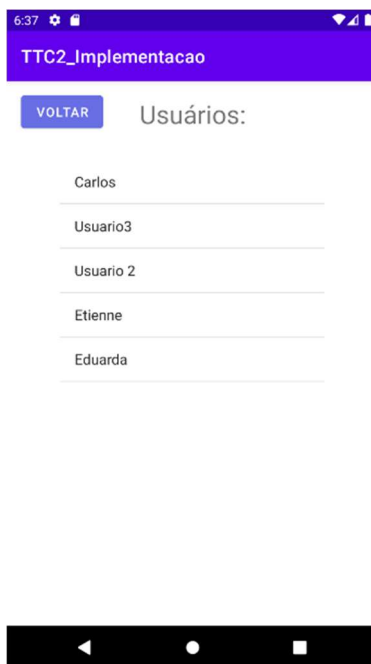 6:37
TTC2_Implementacao
VOLTAR
Usuários:
Carlos
Usuario3
Usuario 2
Etienne
Eduarda